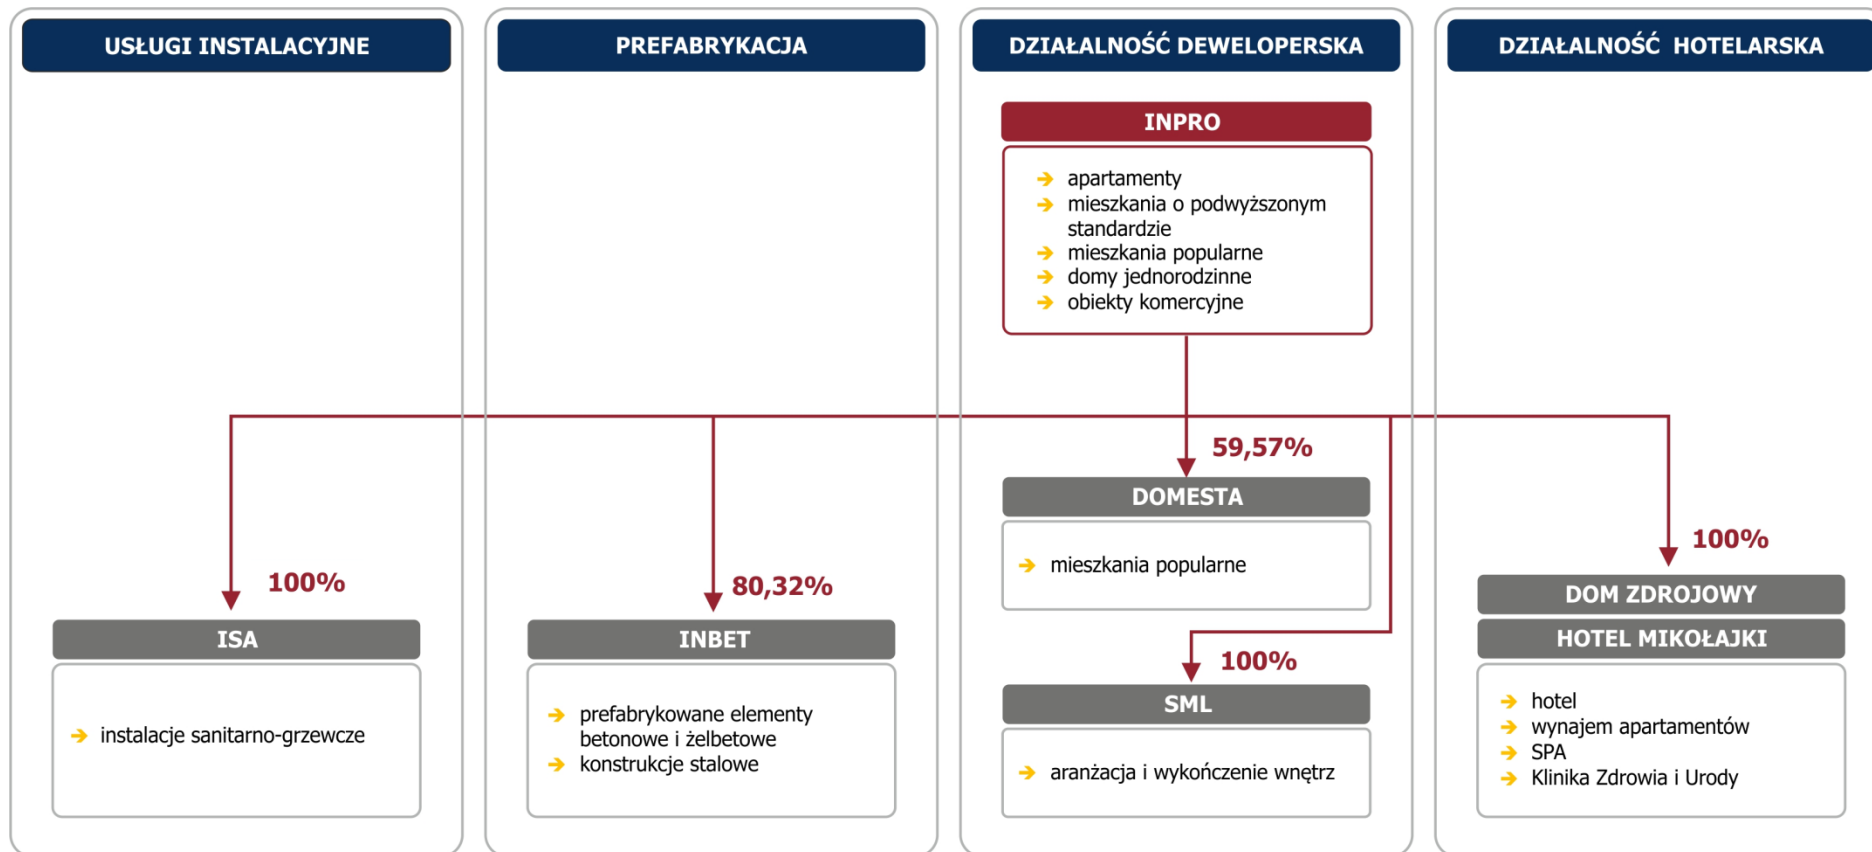 USŁUGI INSTALACYJNE
PREFABRYKACJA
DZIAŁALNOŚĆ DEWELOPERSKA
DZIAŁALNOŚĆ HOTELARSKA
INPRO
apartamenty
mieszkania o podwyższonym
standardzie
mieszkania popularne
domy jednorodzinne
obiekty komercyjne
100%
ISA
instalacje sanitarno-grzewcze
80,32%
INBET
prefabrykowane elementy
betonowe i żelbetowe
konstrukcje stalowe
59,57%
DOMESTA
mieszkania popularne
100%
SML
aranżacja i wykończenie wnętrz
100%
DOM ZDROJOWY
HOTEL MIKOŁAJKI
hotel
wynajem apartamentów
SPA
Klinika Zdrowia i Urody